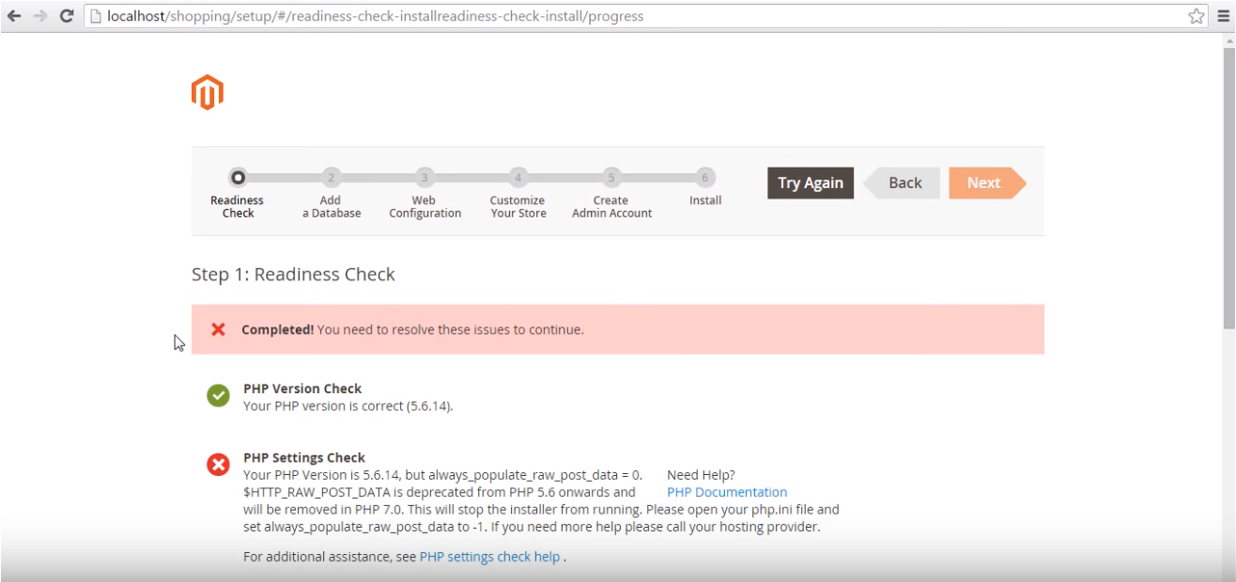 localhost/shopping/setup/#/readiness-check-installreadiness-check-install/progress
2 3 4 5 6
Readiness Check
Add a Database
Web Configuration
Customize Your Store
Create Admin Account
Install
Try Again
Back
Next
Step 1: Readiness Check
Completed! You need to resolve these issues to continue.
PHP Version Check
Your PHP version is correct (5.6.14).
PHP Settings Check
Your PHP Version is 5.6.14, but always_populate_raw_post_data = 0.
$HTTP_RAW_POST_DATA is deprecated from PHP 5.6 onwards and
will be removed in PHP 7.0. This will stop the installer from running. Please open your php.ini file and
set always_populate_raw_post_data to -1. If you need more help please call your hosting provider.
Need Help?
PHP Documentation
For additional assistance, see PHP settings check help .